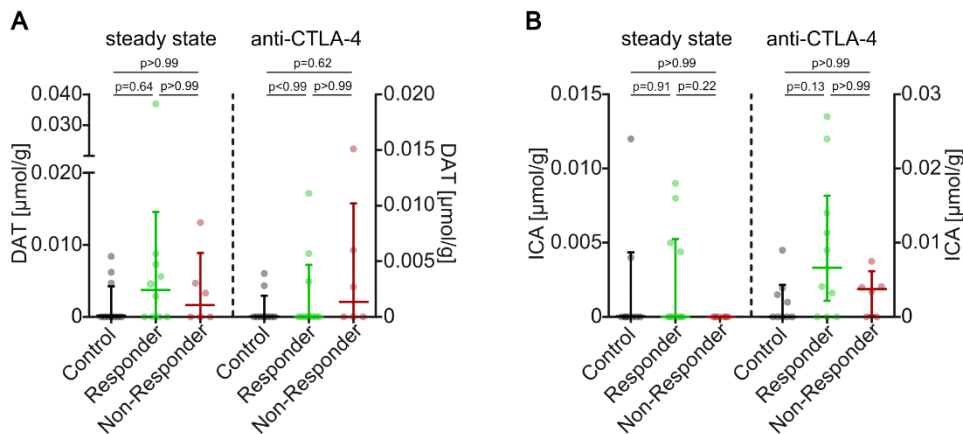 A
steady state
anti-CTLA-4
p>0.99
p=0.62
p=0.64
p>0.99
p<0.99
p>0.99
0.040
0.030
0.020
0.010
0.000
DAT [µmol/g]
0.020
0.015
0.010
0.005
0
DAT [µmol/g]
Control
Responder
Non-Responder
Control
Responder
Non-Responder
B
steady state
anti-CTLA-4
p>0.99
p>0.99
p=0.91
p=0.22
p=0.13
p>0.99
0.015
0.010
0.005
0.000
ICA [µmol/g]
0.03
0.02
0.01
0
ICA [µmol/g]
Control
Responder
Non-Responder
Control
Responder
Non-Responder